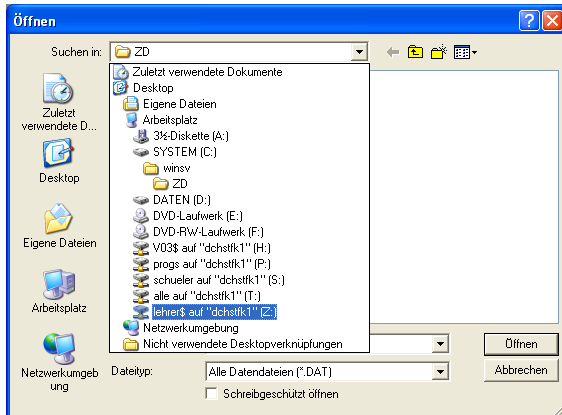 Öffnen
Suchen in:
ZD
Zuletzt verwendete D...
Desktop
Eigene Dateien
Arbeitsplatz
Netzwerkumgeb
ung
Zuletzt verwendete Dokumente
Desktop
Eigene Dateien
Arbeitsplatz
3½-Diskette (A:)
SYSTEM (C:)
winsv
ZD
DATEN (D:)
DVD-Laufwerk (E:)
DVD-RW-Laufwerk (F:)
V03$ auf "dchstfk1" (H:)
progs auf "dchstfk1" (P:)
schueler auf "dchstfk1" (S:)
alle auf "dchstfk1" (T:)
lehrer$ auf "dchstfk1" (Z:)
Netzwerkumgebung
Nicht verwendete Desktopverknüpfungen
Öffnen
Dateityp:
Alle Datendateien (*.DAT)
Abbrechen
Schreibgeschützt öffnen